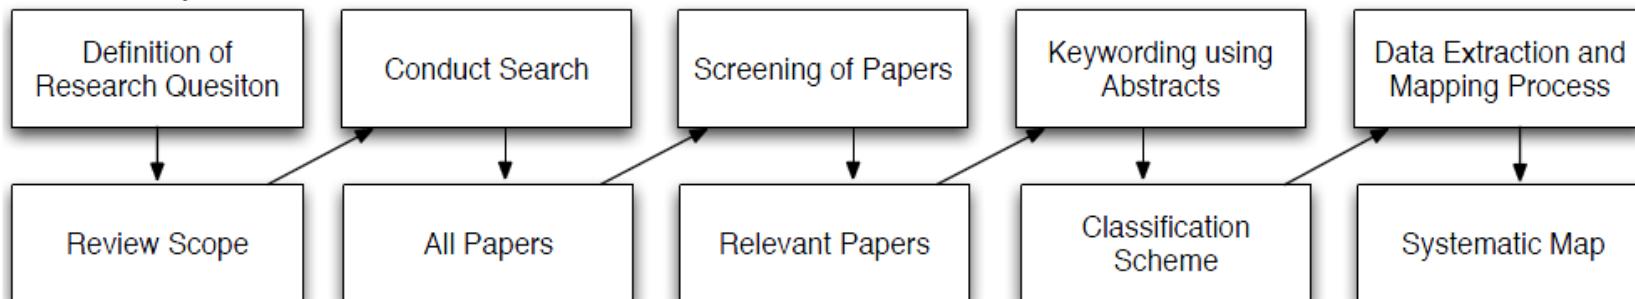 Definition of
Research Quesiton
Conduct Search
Screening of Papers
Keywording using
Abstracts
Data Extraction and
Mapping Process
Review Scope
All Papers
Relevant Papers
Classification
Scheme
Systematic Map